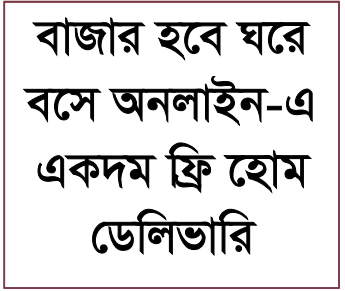 বাজার হবে ঘরে
বসে অনলাইন-এ
একদম ফ্রি হোম
ডেলিভারি